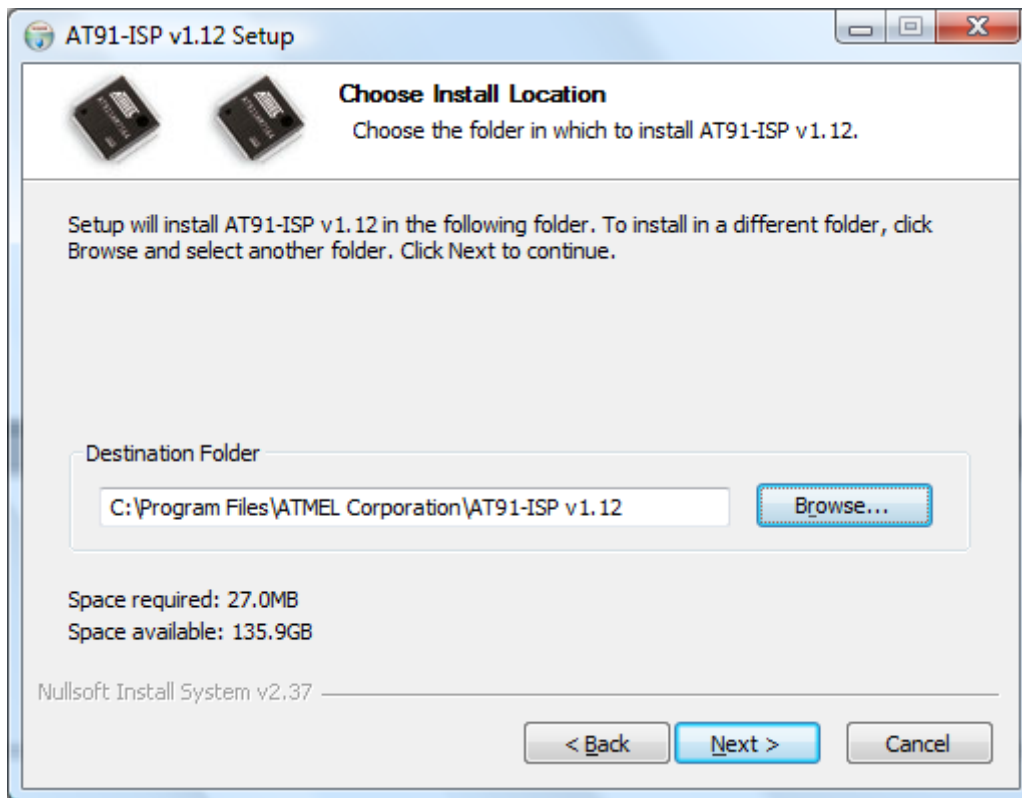 AT91-ISP v1.12 Setup
Choose Install Location
Choose the folder in which to install AT91-ISP v1.12.
Setup will install AT91-ISP v1.12 in the following folder. To install in a different folder, click
Browse and select another folder. Click Next to continue.
Destination Folder
C:\Program Files\ATMEL Corporation\AT91-ISP v1.12
Browse...
Space required: 27.0MB
Space available: 135.9GB
Nullsoft Install System v2.37
< Back
Next >
Cancel